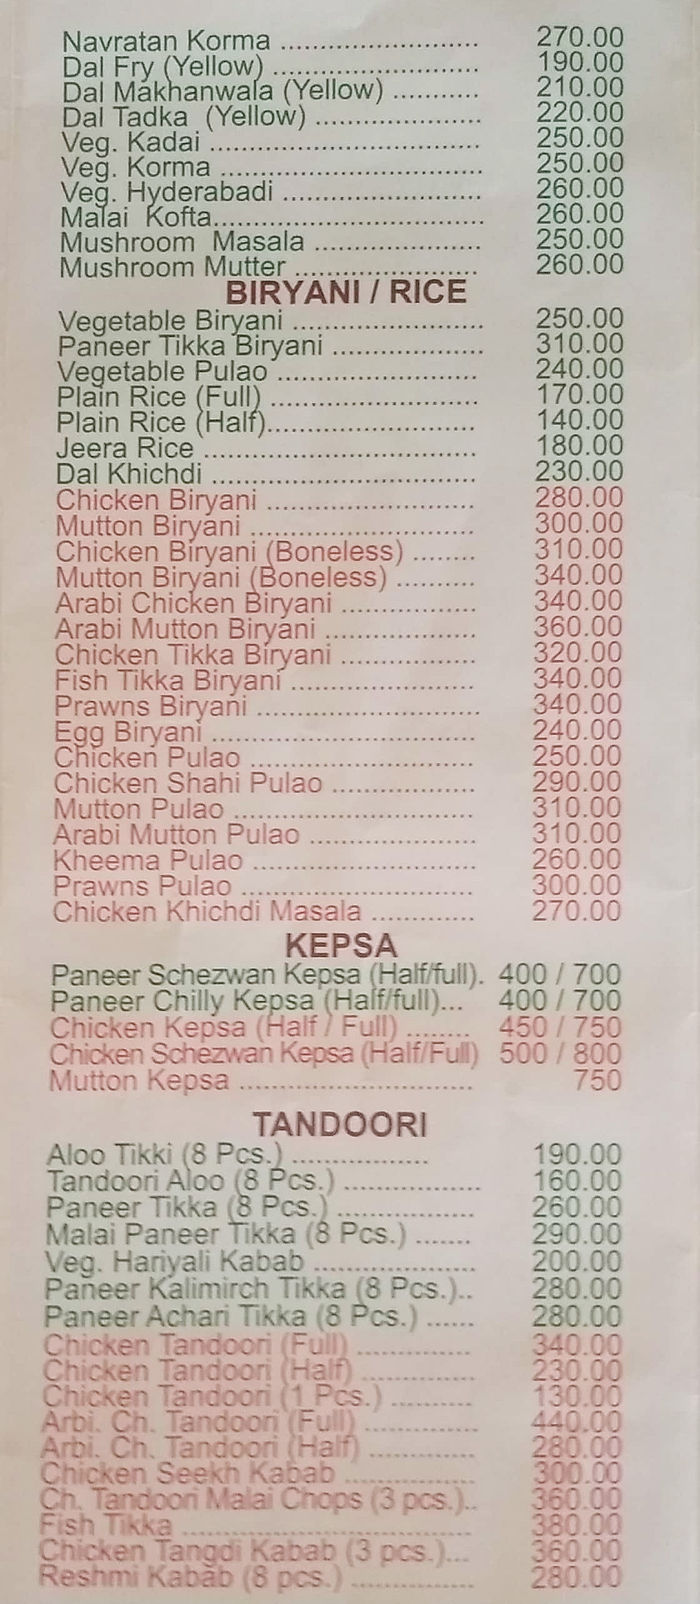 Navratan Korma ........................ 270.00
Dal Fry (Yellow) ......................... 190.00
Dal Makhanwala (Yellow) ........... 210.00
Dal Tadka (Yellow) .................... 220.00
Veg. Kadai ................................. 250.00
Veg. Korma ................................ 250.00
Veg. Hyderabadi ........................ 260.00
Malai Kofta................................. 260.00
Mushroom Masala .................... 250.00
Mushroom Mutter ...................... 260.00
BIRYANI / RICE
Vegetable Biryani ....................... 250.00
Paneer Tikka Biryani ................... 310.00
Vegetable Pulao ........................ 240.00
Plain Rice (Full) ......................... 170.00
Plain Rice (Half)......................... 140.00
Jeera Rice ................................. 180.00
Dal Khichdi ................................ 230.00
Chicken Biryani ......................... 280.00
Mutton Biryani ........................... 300.00
Chicken Biryani (Boneless) ........ 310.00
Mutton Biryani (Boneless) .......... 340.00
Arabi Chicken Biryani ................. 340.00
Arabi Mutton Biryani ................... 360.00
Chicken Tikka Biryani ................. 320.00
Fish Tikka Biryani ....................... 340.00
Prawns Biryani ........................... 340.00
Egg Biryani ................................ 240.00
Chicken Pulao ........................... 250.00
Chicken Shahi Pulao .................. 290.00
Mutton Pulao ............................. 310.00
Arabi Mutton Pulao .................... 310.00
Kheema Pulao ........................... 260.00
Prawns Pulao ............................ 300.00
Chicken Khichdi Masala ............. 270.00
KEPSA
Paneer Schezwan Kepsa (Half/full). 400 / 700
Paneer Chilly Kepsa (Half/full)... 400 / 700
Chicken Kepsa (Half / Full) ........ 450 / 750
Chicken Schezwan Kepsa (Half/Full) 500 / 800
Mutton Kepsa ............................. 750
TANDOORI
Aloo Tikki (8 Pcs.) ................. 190.00
Tandoori Aloo (8 Pcs.) ................. 160.00
Paneer Tikka (8 Pcs.) ................. 260.00
Malai Paneer Tikka (8 Pcs.) ....... 290.00
Veg. Hariyali Kabab .................... 200.00
Paneer Kalimirch Tikka (8 Pcs.).. 280.00
Paneer Achari Tikka (8 Pcs.) ...... 280.00
Chicken Tandoori (Full) .............. 340.00
Chicken Tandoori (Half) .............. 230.00
Chicken Tandoori (1 Pcs.) .......... 130.00
Arbi. Ch. Tandoori (Full) .............. 440.00
Arbi. Ch. Tandoori (Half) ............. 280.00
Chicken Seekh Kabab ................ 300.00
Ch. Tandoori Malai Chops (3 pcs.).. 360.00
Fish Tikka ................................... 380.00
Chicken Tangdi Kabab (3 pcs.)... 360.00
Reshmi Kabab (8 pcs.) ............... 280.00